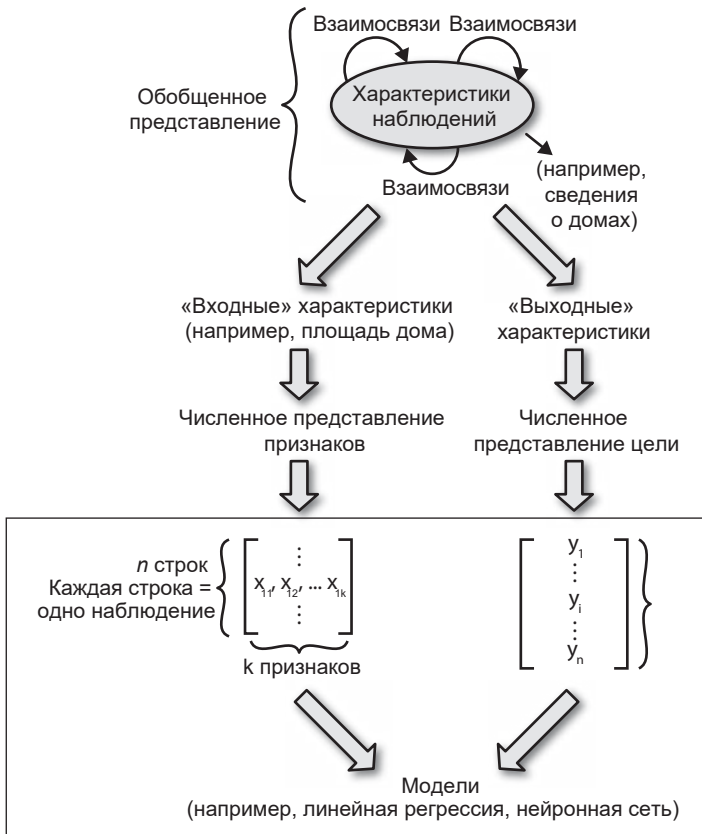 Взаимосвязи Взаимосвязи
Обобщенное
представление
Характеристики
наблюдений
Взаимосвязи
(например,
сведения
о домах)
«Входные» характеристики
(например, площадь дома)
«Выходные»
характеристики
Численное представление
признаков
Численное
представление цели
n строк
Каждая строка =
одно наблюдение
⋮
x₁₁, x₁₂, ... x₁ₖ
⋮
k признаков
y₁
⋮
yᵢ
⋮
yₙ
Модели
(например, линейная регрессия, нейронная сеть)